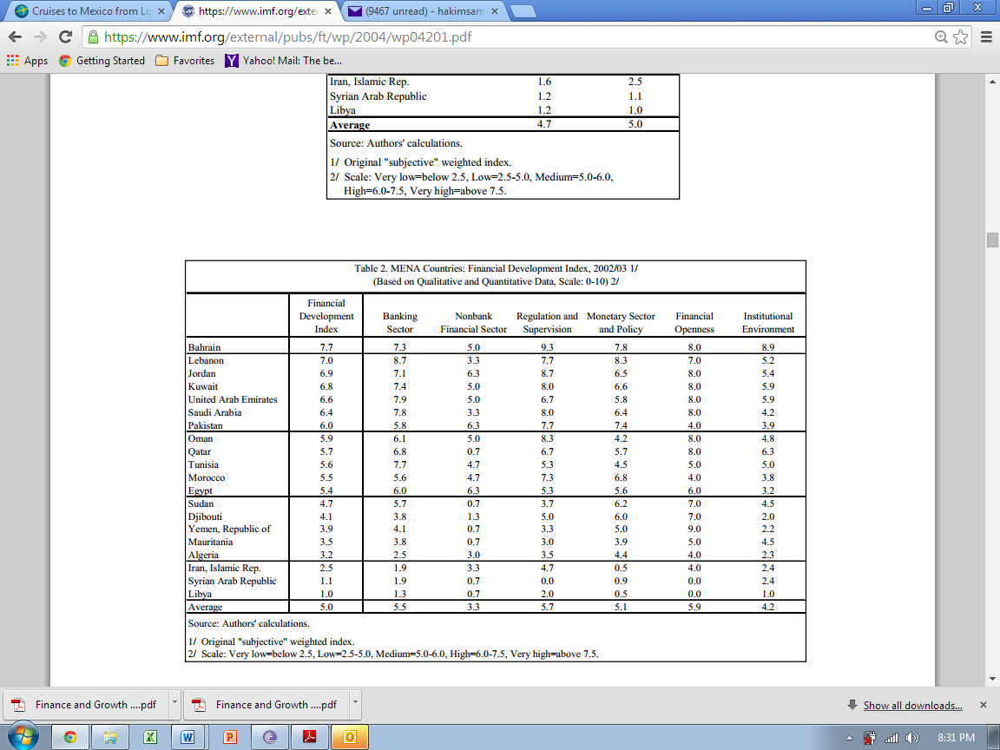 Cruises to Mexico from Lo
https://www.imf.org/exte
(9467 unread) - hakimsam
https://www.imf.org/external/pubs/ft/wp/2004/wp04201.pdf
Apps Getting Started Favorites Yahoo! Mail: The be...
Iran, Islamic Rep. 1.6 2.5
Syrian Arab Republic 1.2 1.1
Libya 1.2 1.0
Average 4.7 5.0
Source: Authors' calculations.
1/ Original "subjective" weighted index.
2/ Scale: Very low=below 2.5, Low=2.5-5.0, Medium=5.0-6.0,
High=6.0-7.5, Very high=above 7.5.
Table 2. MENA Countries: Financial Development Index, 2002/03 1/
(Based on Qualitative and Quantitative Data, Scale: 0-10) 2/
Financial
Development Banking Nonbank Regulation and Monetary Sector Financial Institutional
Index Sector Financial Sector Supervision and Policy Openness Environment
Bahrain 7.7 7.3 5.0 9.3 7.8 8.0 8.9
Lebanon 7.0 8.7 3.3 7.7 8.3 7.0 5.2
Jordan 6.9 7.1 6.3 8.7 6.5 8.0 5.4
Kuwait 6.8 7.4 5.0 8.0 6.6 8.0 5.9
United Arab Emirates 6.6 7.9 5.0 6.7 5.8 8.0 5.9
Saudi Arabia 6.4 7.8 3.3 8.0 6.4 8.0 4.2
Pakistan 6.0 5.8 6.3 7.7 7.4 4.0 3.9
Oman 5.9 6.1 5.0 8.3 4.2 8.0 4.8
Qatar 5.7 6.8 0.7 6.7 5.7 8.0 6.3
Tunisia 5.6 7.7 4.7 5.3 4.5 5.0 5.0
Morocco 5.5 5.6 4.7 7.3 6.8 4.0 3.8
Egypt 5.4 6.0 6.3 5.3 5.6 6.0 3.2
Sudan 4.7 5.7 0.7 3.7 6.2 7.0 4.5
Djibouti 4.1 3.8 1.3 5.0 6.0 7.0 2.0
Yemen, Republic of 3.9 4.1 0.7 3.3 5.0 9.0 2.2
Mauritania 3.5 3.8 0.7 3.0 3.9 5.0 4.5
Algeria 3.2 2.5 3.0 3.5 4.4 4.0 2.3
Iran, Islamic Rep. 2.5 1.9 3.3 4.7 0.5 4.0 2.4
Syrian Arab Republic 1.1 1.9 0.7 0.0 0.9 0.0 2.4
Libya 1.0 1.3 0.7 2.0 0.5 0.0 1.0
Average 5.0 5.5 3.3 5.7 5.1 5.9 4.2
Source: Authors' calculations.
1/ Original "subjective" weighted index.
2/ Scale: Very low=below 2.5, Low=2.5-5.0, Medium=5.0-6.0, High=6.0-7.5, Very high=above 7.5.
Finance and Growth ....pdf Finance and Growth ....pdf Show all downloads...
8:31 PM